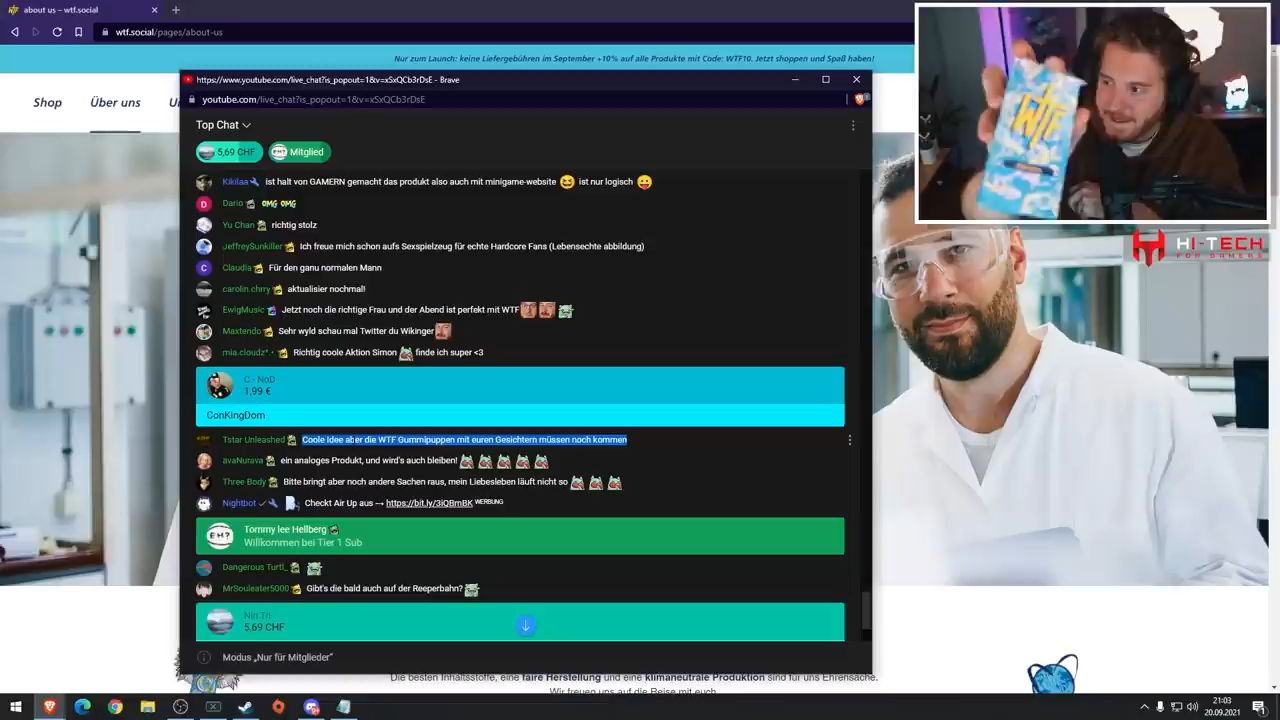 about us – wtf.social
wtf.social/pages/about-us
Nur zum Launch: keine Liefergebühren im September +10% auf alle Produkte mit Code: WTF10. Jetzt shoppen und Spaß haben!
https://www.youtube.com/live_chat?is_popout=1&v=xSxQCb3rDsE - Brave
youtube.com/live_chat?is_popout=1&v=xSxQCb3rDsE
Shop
Über uns
WTF
Top Chat
5,69 CHF
Mitglied
Kikilaa ist halt von GAMERN gemacht das produkt also auch mit minigame-website ist nur logisch
Dario OMG OMG
Yu Chan richtig stolz
JeffreySunkiller Ich freue mich schon aufs Sexspielzeug für echte Hardcore Fans (Lebensechte abbildung)
HI-TECH
FOR GAMERS
Claudia Für den ganu normalen Mann
carolin.chrry aktualisier nochmal!
EwigMusic Jetzt noch die richtige Frau und der Abend ist perfekt mit WTF
Maxtendo Sehr wyld schau mal Twitter du Wikinger
mia.cloudz*.· Richtig coole Aktion Simon finde ich super <3
C - NoD
1,99 €
ConKingDom
Tstar Unleashed Coole Idee aber die WTF Gummipuppen mit euren Gesichtern müssen noch kommen
avaNurava ein analoges Produkt, und wird's auch bleiben!
Three Body Bitte bringt aber noch andere Sachen raus, mein Liebesleben läuft nicht so
Nightbot Checkt Air Up aus → https://bit.ly/3iQBmBK WERBUNG
EH?
Tommy lee Hellberg
Willkommen bei Tier 1 Sub
Dangerous Turtl_
MrSouleater5000 Gibt's die bald auch auf der Reeperbahn?
Nin Tri
5,69 CHF
Modus „Nur für Mitglieder“
Die besten Inhaltsstoffe, eine faire Herstellung und eine klimaneutrale Produktion sind für uns Ehrensache.
Wir freuen uns auf die Reise mit euch
21:03
20.09.2021